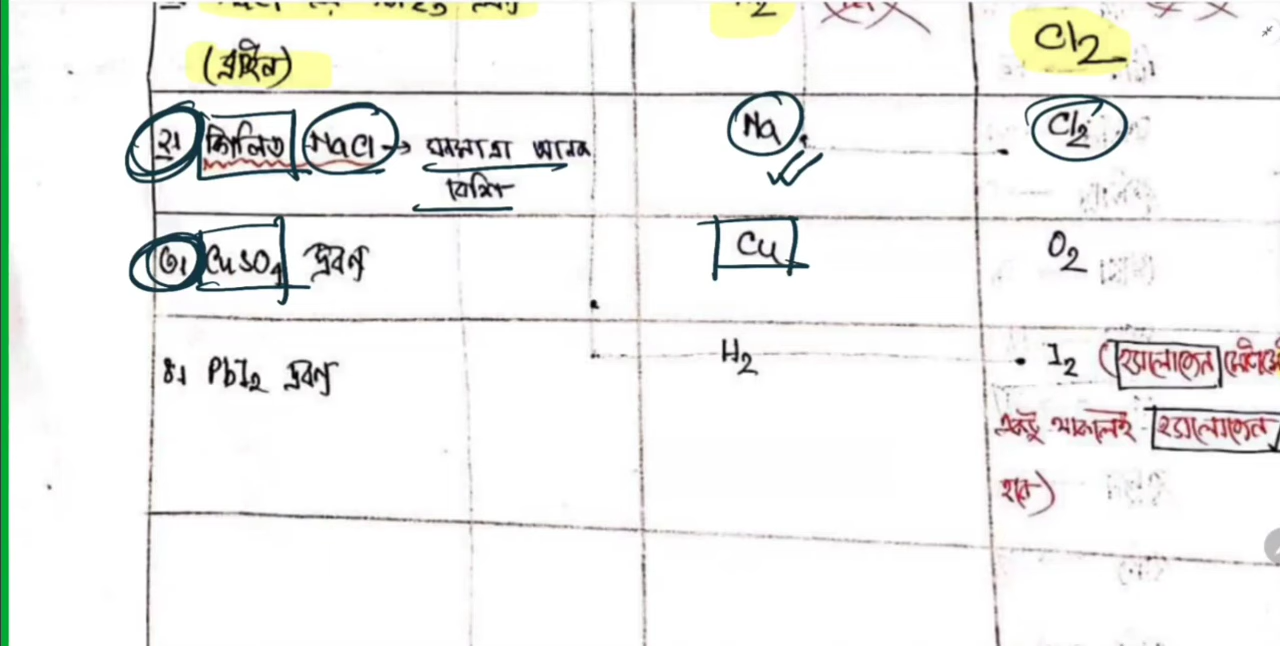 (ব্রাইন)
Cl₂
২। বিগলিত NaCl → ঘনমাত্রা অনেক
বেশি
Na
Cl₂
৩। CuSO₄ দ্রবণ
Cu
O₂
৪। PbI₂ দ্রবণ
H₂
I₂ (হ্যালোজেন
একটু থাকলেই হ্যালোজেন
হবে)